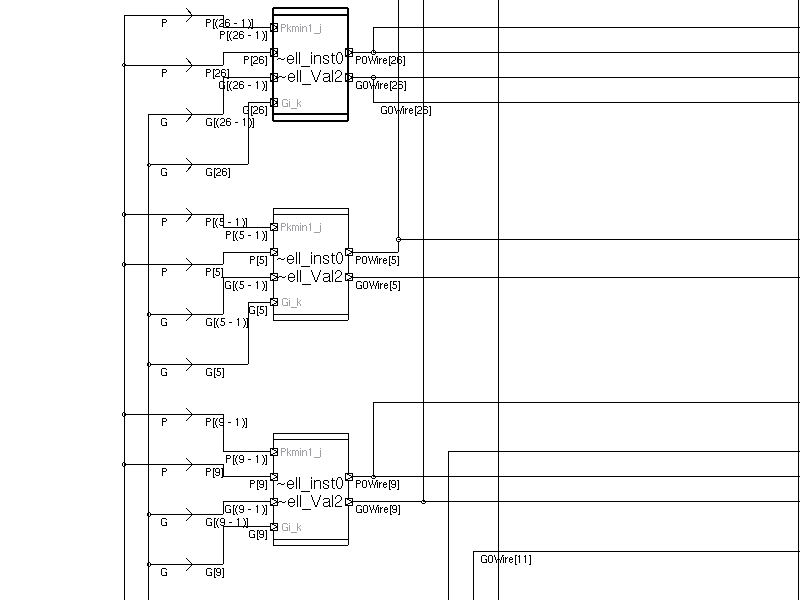 P
P[(26 - 1)]
P[(26 - 1)]
Pkmin1_j
P
P[26]
P[26]
~ell_inst0
P0Wire[26]
G[(26 - 1)]
~ell_Val2
G0Wire[26]
G[26]
Gi_k
G0Wire[26]
G
G[(26 - 1)]
G
G[26]
P
P[(5 - 1)]
P[(5 - 1)]
Pkmin1_j
P
P[5]
P[5]
~ell_inst0
P0Wire[5]
G[(5 - 1)]
~ell_Val2
G0Wire[5]
G[5]
Gi_k
G
G[(5 - 1)]
G
G[5]
P
P[(9 - 1)]
P[(9 - 1)]
Pkmin1_j
P
P[9]
P[9]
~ell_inst0
P0Wire[9]
G[(9 - 1)]
~ell_Val2
G0Wire[9]
G
G[(9 - 1)]
G[9]
Gi_k
G
G[9]
G0Wire[11]